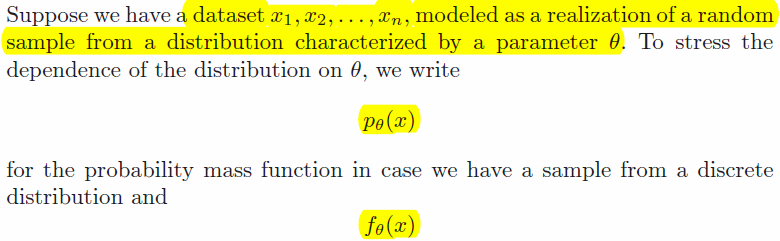 Suppose we have a dataset x₁, x₂, . . . , xₙ, modeled as a realization of a random
sample from a distribution characterized by a parameter θ. To stress the
dependence of the distribution on θ, we write
p_θ(x)
for the probability mass function in case we have a sample from a discrete
distribution and
f_θ(x)